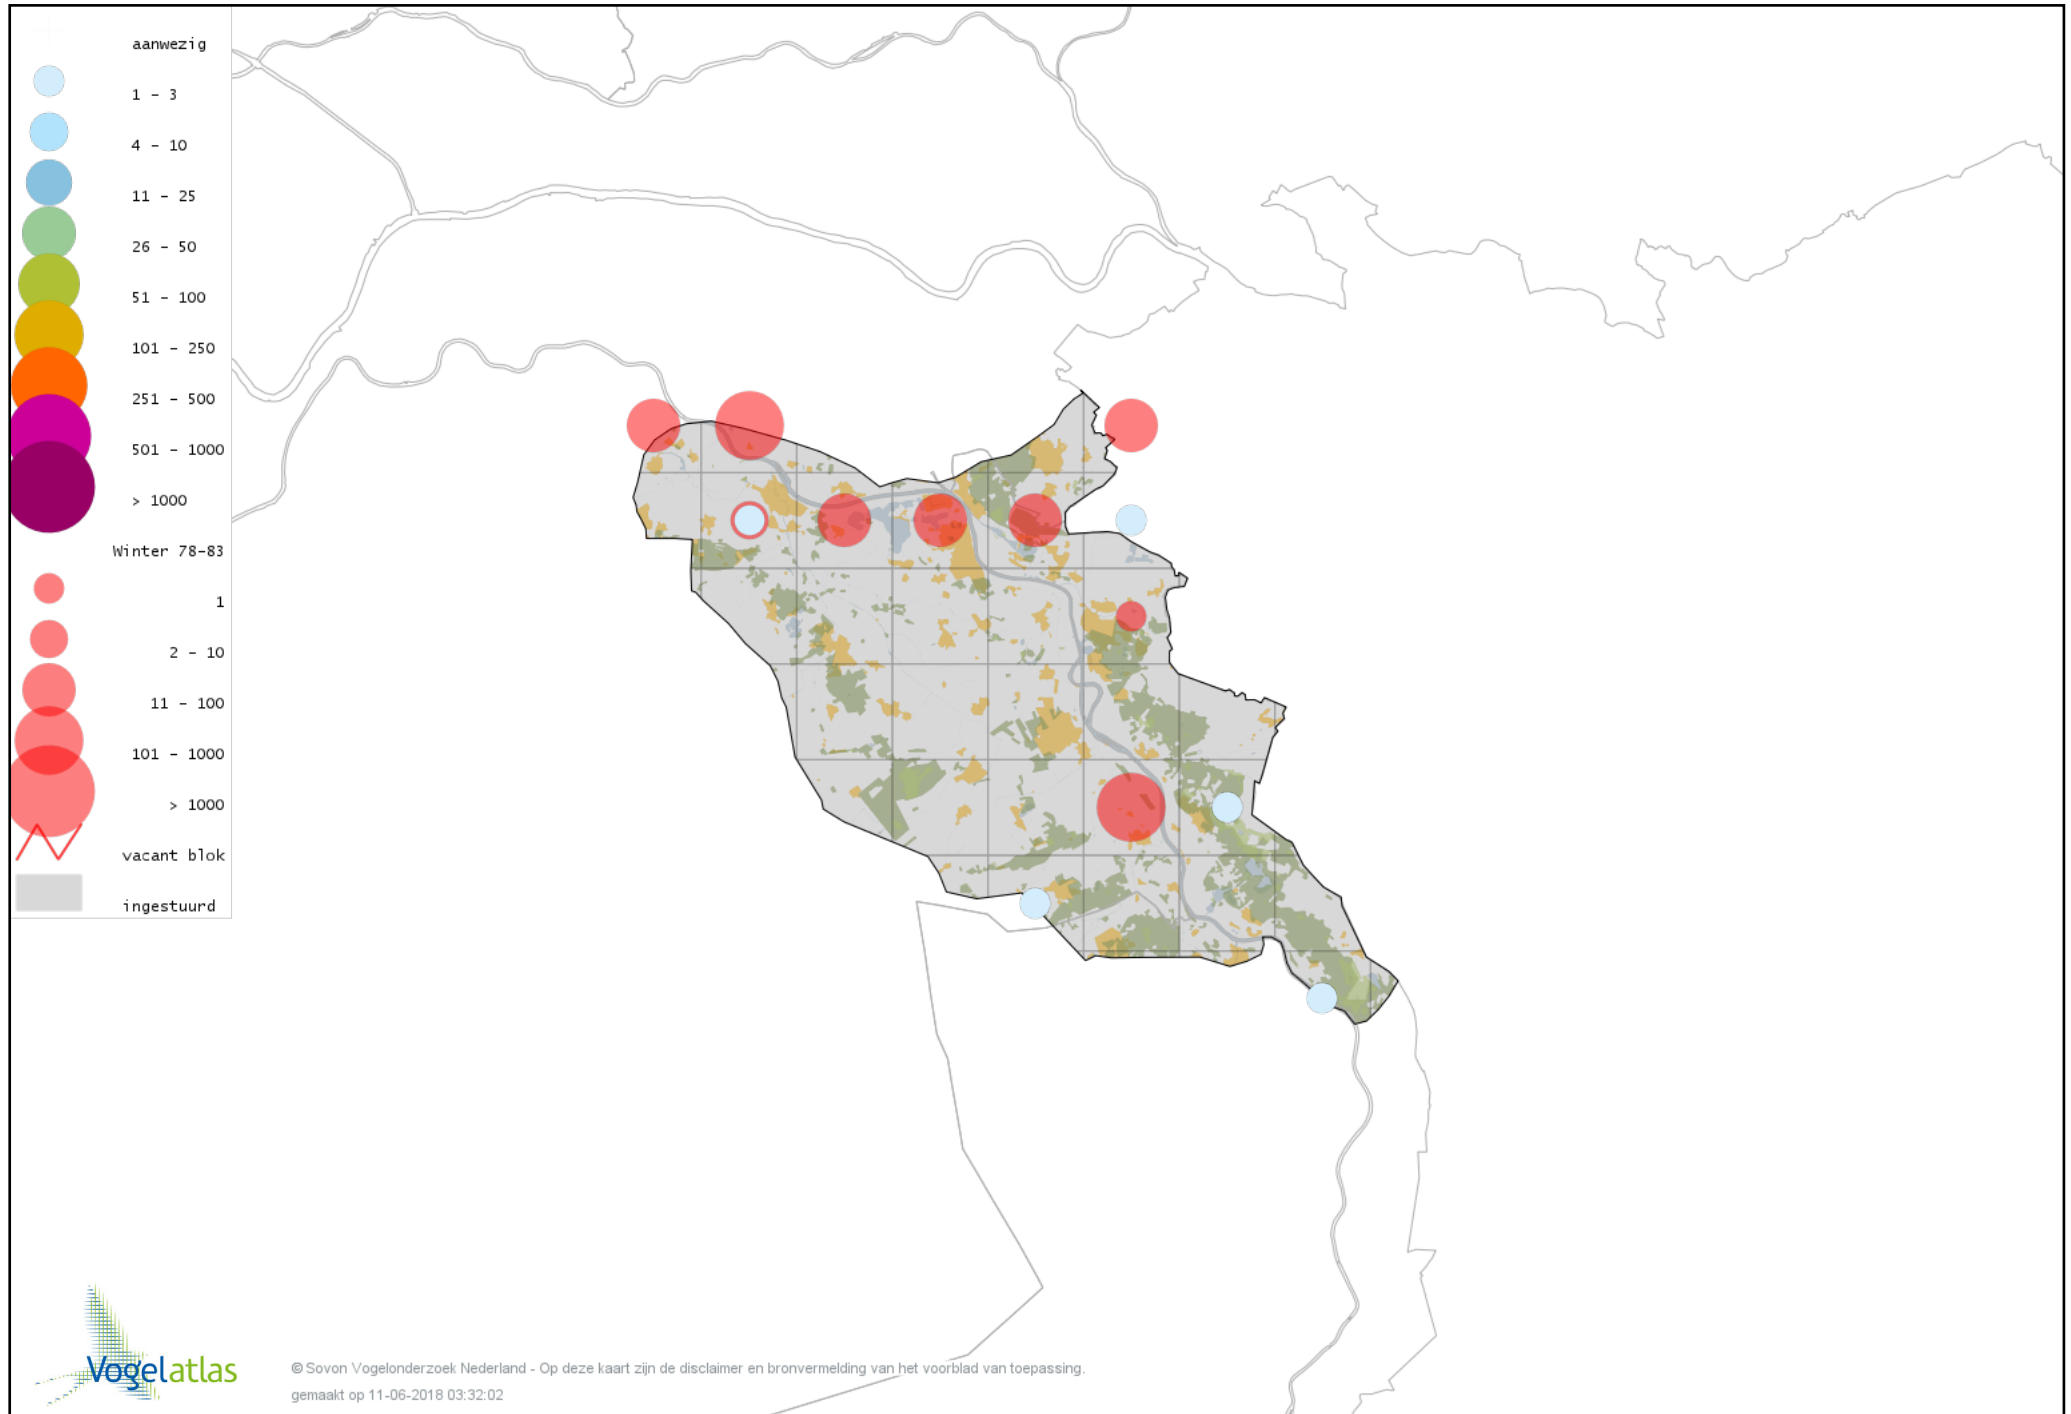 aanwezig
1 - 3
4 - 10
11 - 25
26 - 50
51 - 100
101 - 250
251 - 500
501 - 1000
> 1000
Winter 78-83
1
2 - 10
11 - 100
101 - 1000
> 1000
vacant blok
ingestuurd
Vogelatlas
© Sovon Vogelonderzoek Nederland - Op deze kaart zijn de disclaimer en bronvermelding van het voorblad van toepassing.
gemaakt op 11-06-2018 03:32:02